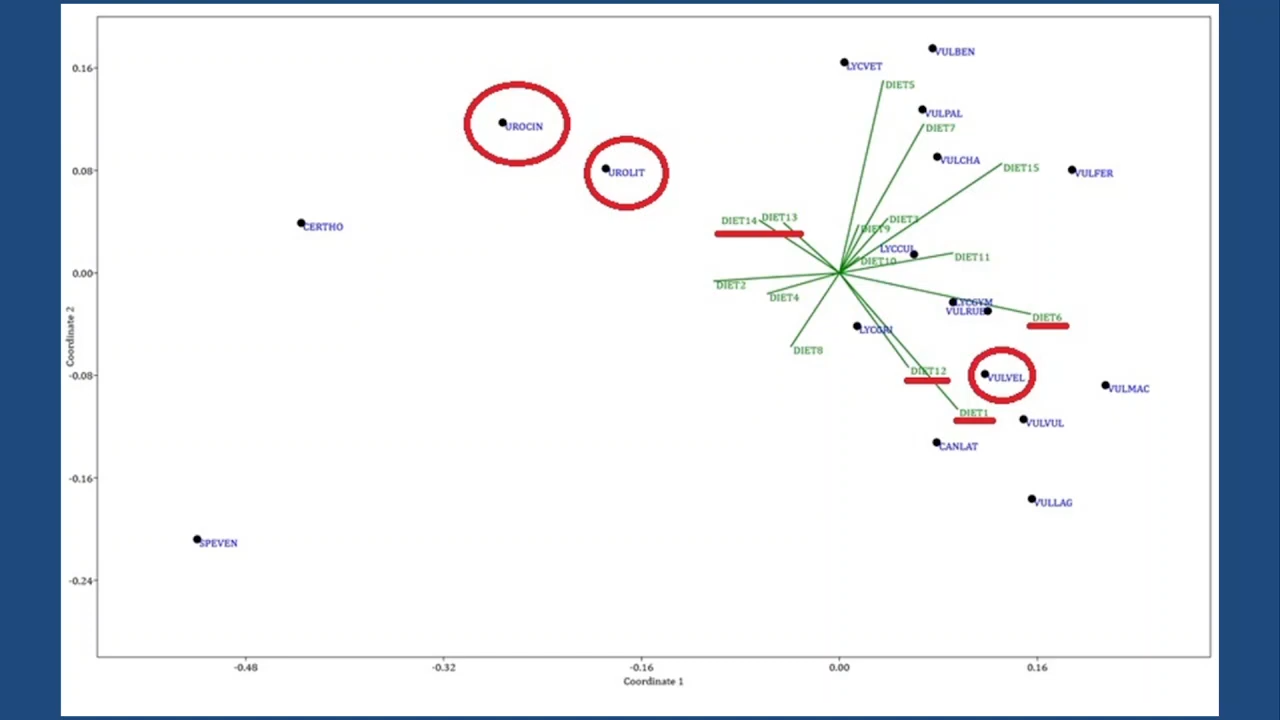 VULBEN
LYCVET
0.16
DIET5
VULPAL
UROCIN
DIET7
VULCHA
DIET15
0.08
UROLIT
VULFER
DIET14
DIET13
DIET3
CERTHO
DIET9
LYCCUL
DIET11
DIET10
0.00
DIET2
DIET4
LYCGYM
VULRUE
DIET6
LYCGRI
Coordinate 2
DIET8
DIET12
-0.08
VULVEL
VULMAC
DIET1
VULVUL
CANLAT
-0.16
VULLAG
SPEVEN
-0.24
-0.48
-0.32
-0.16
0.00
0.16
Coordinate 1